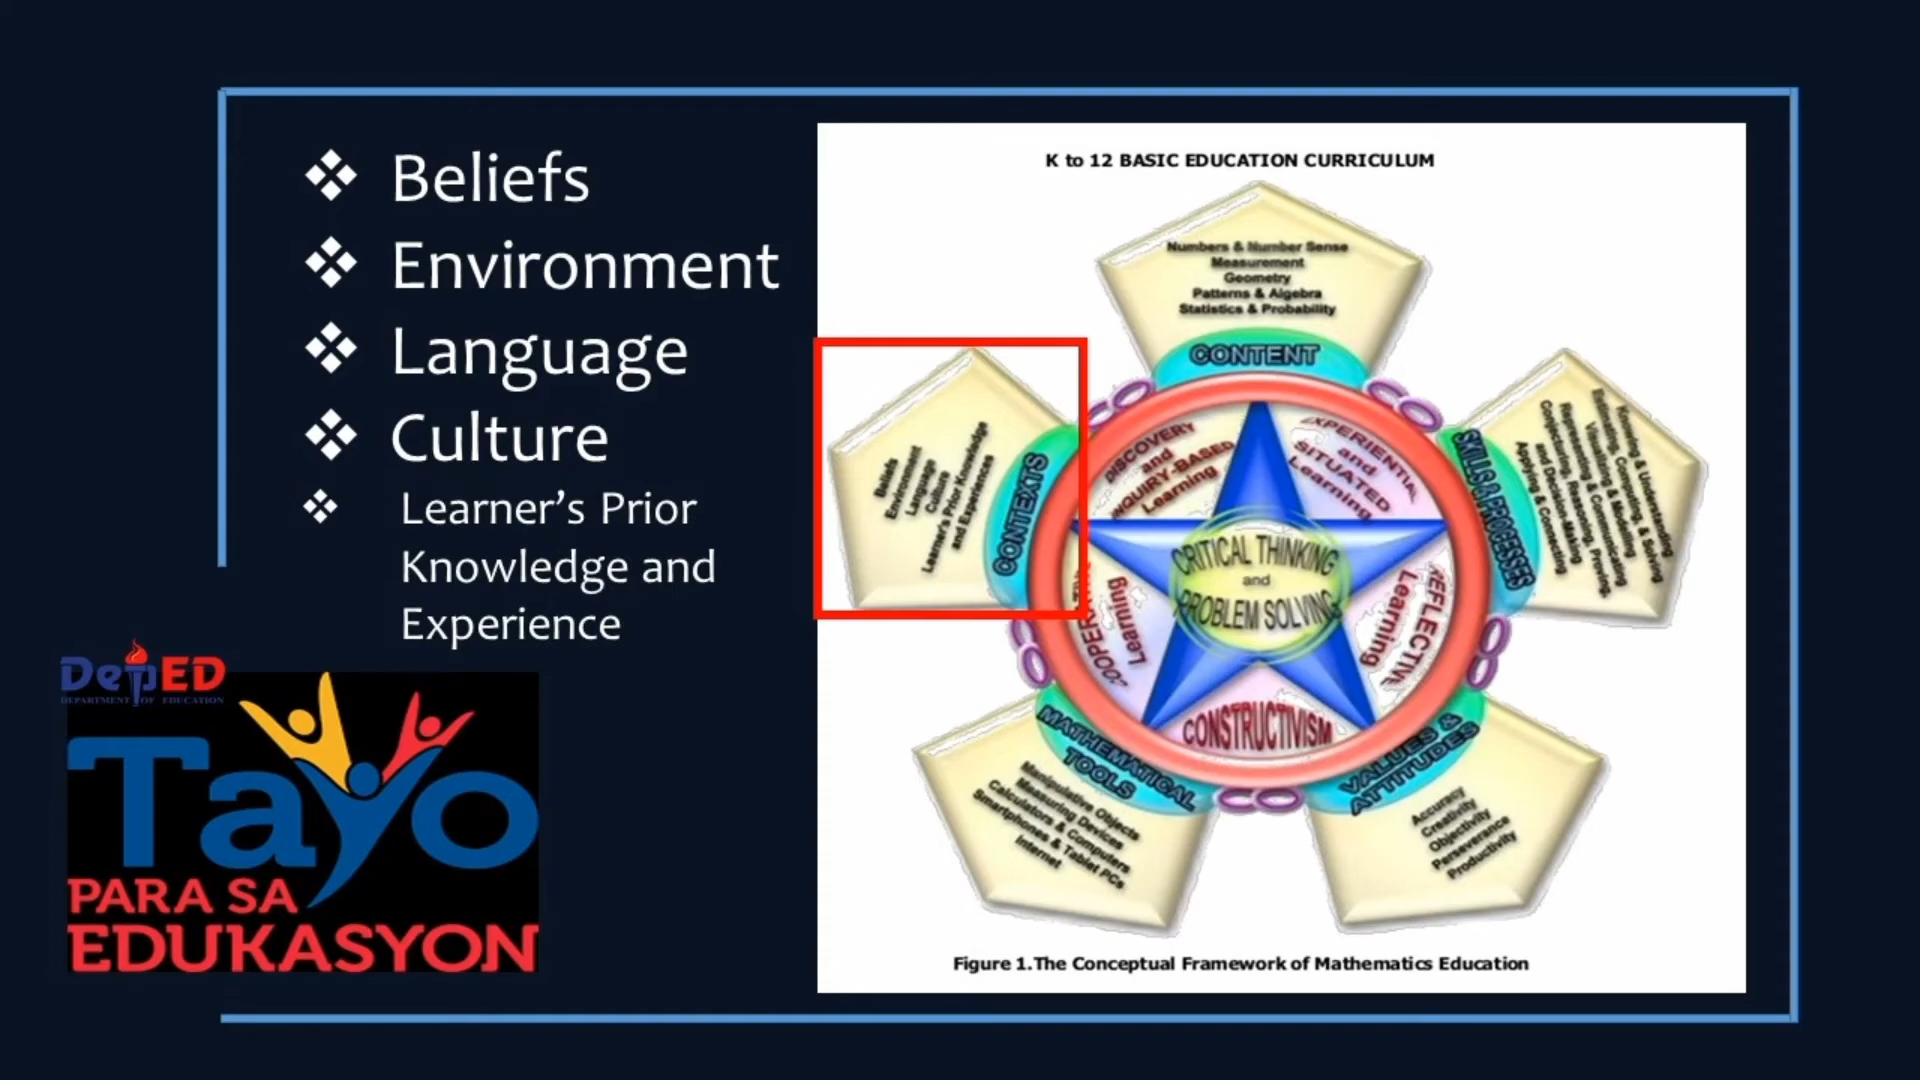 Beliefs
Environment
Language
Culture
Learner's Prior
Knowledge and
Experience
DepED
DEPARTMENT OF EDUCATION
Tayo
PARA SA
EDUKASYON
K to 12 BASIC EDUCATION CURRICULUM
Numbers & Number Sense
Measurement
Geometry
Patterns & Algebra
Statistics & Probability
CONTENT
Beliefs
Environment
Language
Culture
Learner's Prior Knowledge
and Experiences
CONTEXTS
DISCOVERY
and
INQUIRY-BASED
Learning
EXPERIENTIAL
and
SITUATED
Learning
SKILLS & PROCESSES
Knowing & Understanding
Estimating, Computing, & Solving
Visualizing & Modeling
Representing & Communicating
Conjecturing, Reasoning, Proving,
and Decision-Making
Applying & Connecting
CRITICAL THINKING
and
PROBLEM SOLVING
Learning
REFLECTIVE
Learning
CONSTRUCTIVISM
MATHEMATICAL
TOOLS
Manipulative Objects
Measuring Devices
Calculators & Computers
Smartphones & Tablet PCs
Internet
VALUES &
ATTITUDES
Accuracy
Creativity
Objectivity
Perseverance
Productivity
Figure 1.The Conceptual Framework of Mathematics Education